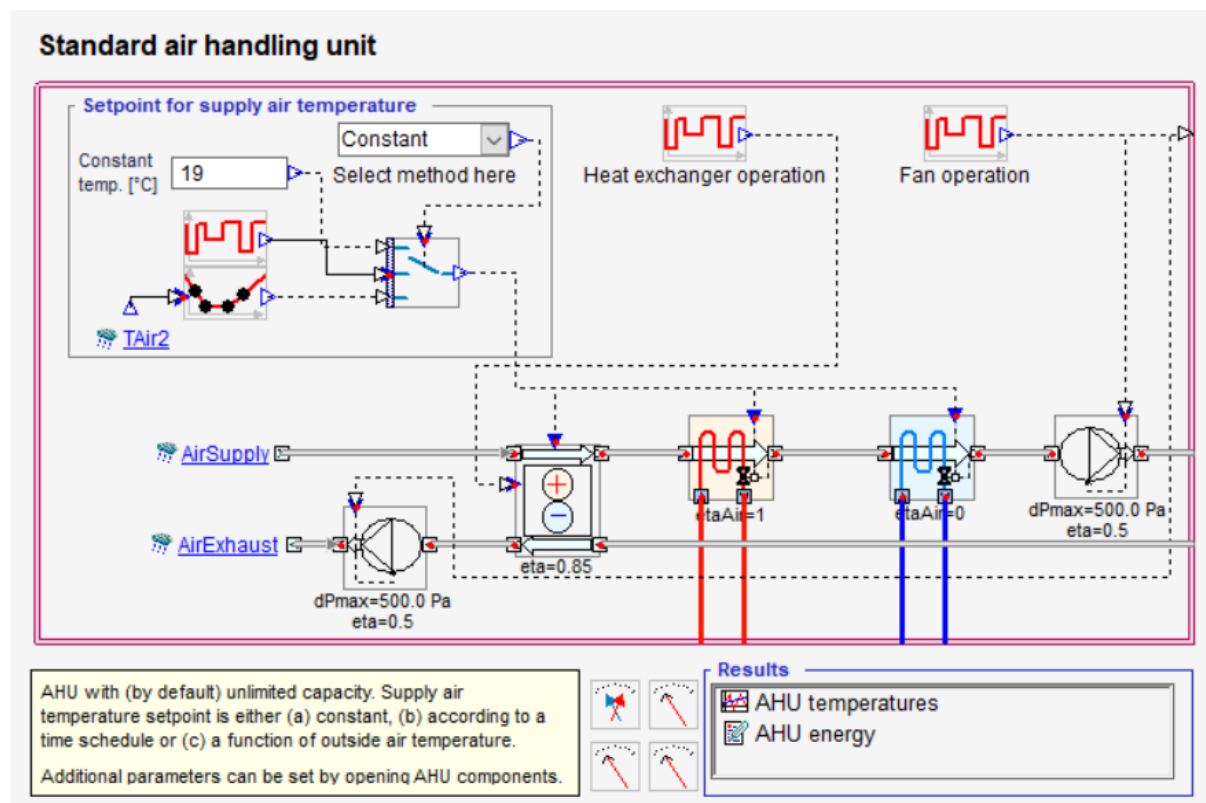 Standard air handling unit
Setpoint for supply air temperature
Constant
temp. [°C]
19
Constant
Select method here
Heat exchanger operation
Fan operation
TAir2
AirSupply
AirExhaust
etaAir=1
etaAir=0
dPmax=500.0 Pa
eta=0.5
eta=0.85
dPmax=500.0 Pa
eta=0.5
AHU with (by default) unlimited capacity. Supply air
temperature setpoint is either (a) constant, (b) according to a
time schedule or (c) a function of outside air temperature.
Additional parameters can be set by opening AHU components.
Results
AHU temperatures
AHU energy